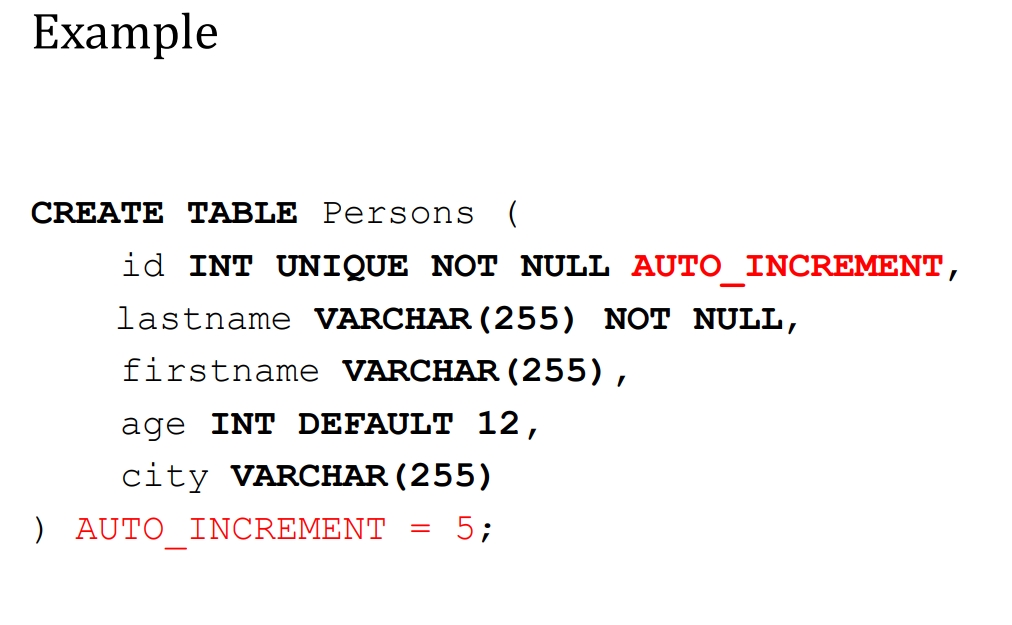 Example
CREATE TABLE Persons (
id INT UNIQUE NOT NULL AUTO_INCREMENT,
lastname VARCHAR(255) NOT NULL,
firstname VARCHAR(255),
age INT DEFAULT 12,
city VARCHAR(255)
) AUTO_INCREMENT = 5;